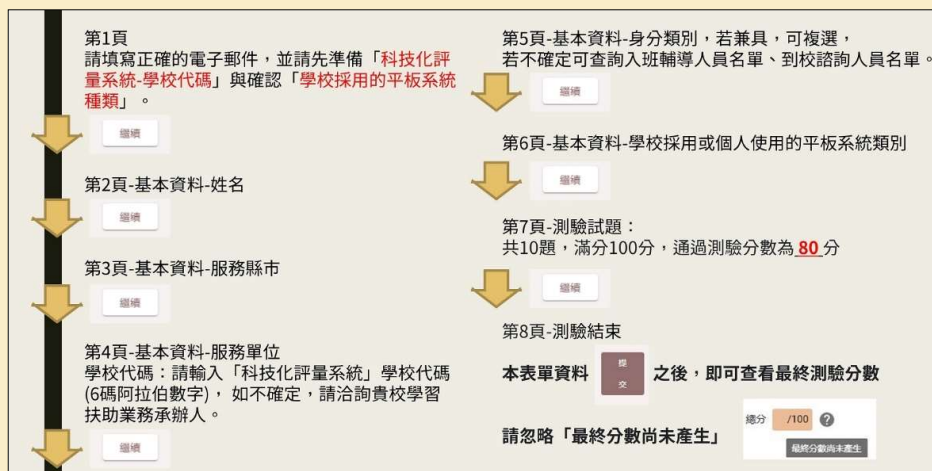 第1頁
請填寫正確的電子郵件，並請先準備「科技化評
量系統-學校代碼」與確認「學校採用的平板系統
種類」。
繼續
第2頁-基本資料-姓名
繼續
第3頁-基本資料-服務縣市
繼續
第4頁-基本資料-服務單位
學校代碼：請輸入「科技化評量系統」學校代碼
(6碼阿拉伯數字)， 如不確定，請洽詢貴校學習
扶助業務承辦人。
繼續
第5頁-基本資料-身分類別，若兼具，可複選，
若不確定可查詢入班輔導人員名單、到校諮詢人員名單。
繼續
第6頁-基本資料-學校採用或個人使用的平板系統類別
繼續
第7頁-測驗試題：
共10題，滿分100分，通過測驗分數為 80 分
繼續
第8頁-測驗結束
本表單資料 提交 之後，即可查看最終測驗分數
請忽略「最終分數尚未產生」
總分 /100 ?
最終分數尚未產生